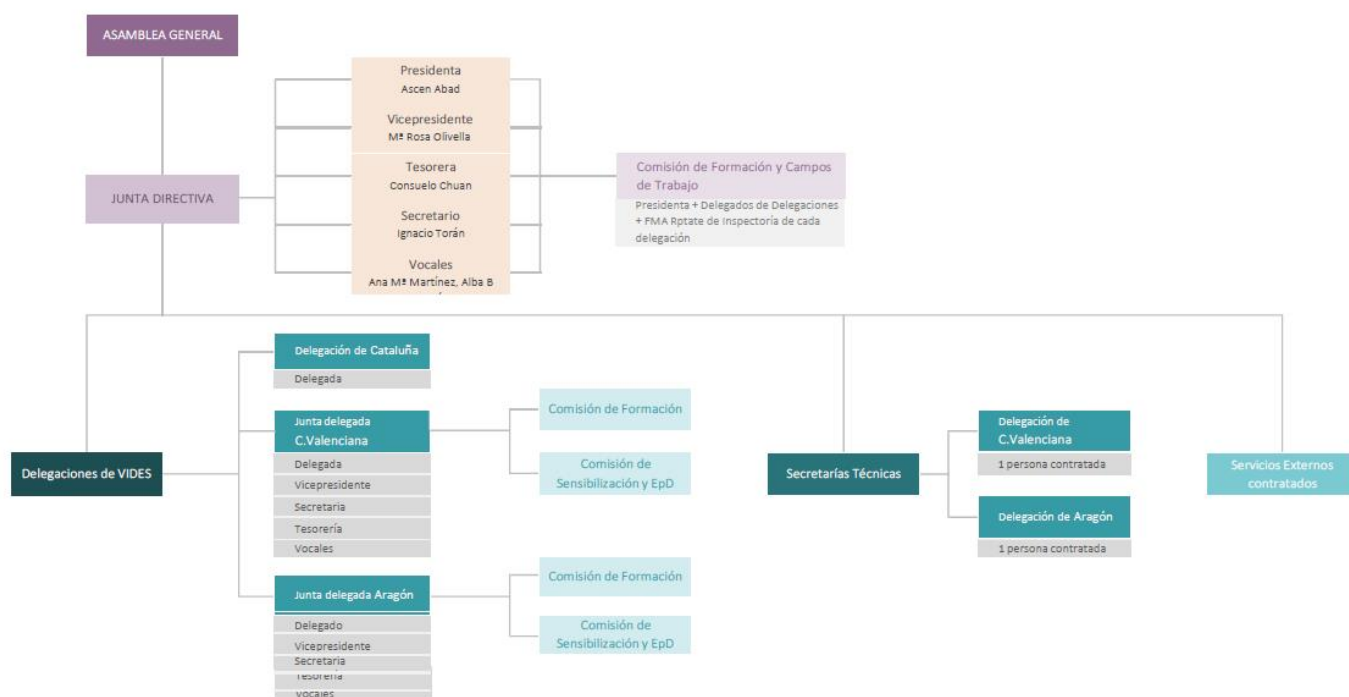 ASAMBLEA GENERAL
Presidenta
Ascen Abad
Vicepresidente
Mª Rosa Olivella
Tesorera
Consuelo Chuan
Secretario
Ignacio Torán
Vocales
Ana Mª Martínez, Alba B
JUNTA DIRECTIVA
Comisión de Formación y Campos
de Trabajo
Presidenta + Delegados de Delegaciones
+ FMA Rptate de Inspectoría de cada
delegación
Delegaciones de VIDES
Delegación de Cataluña
Delegada
Junta delegada
C.Valenciana
Delegada
Vicepresidente
Secretaria
Tesorería
Vocales
Comisión de Formación
Comisión de
Sensibilización y EpD
Junta delegada Aragón
Delegado
Vicepresidente
Secretaria
Tesorería
Vocales
Comisión de Formación
Comisión de
Sensibilización y EpD
Secretarías Técnicas
Delegación de
C.Valenciana
1 persona contratada
Delegación de Aragón
1 persona contratada
Servicios Externos
contratados